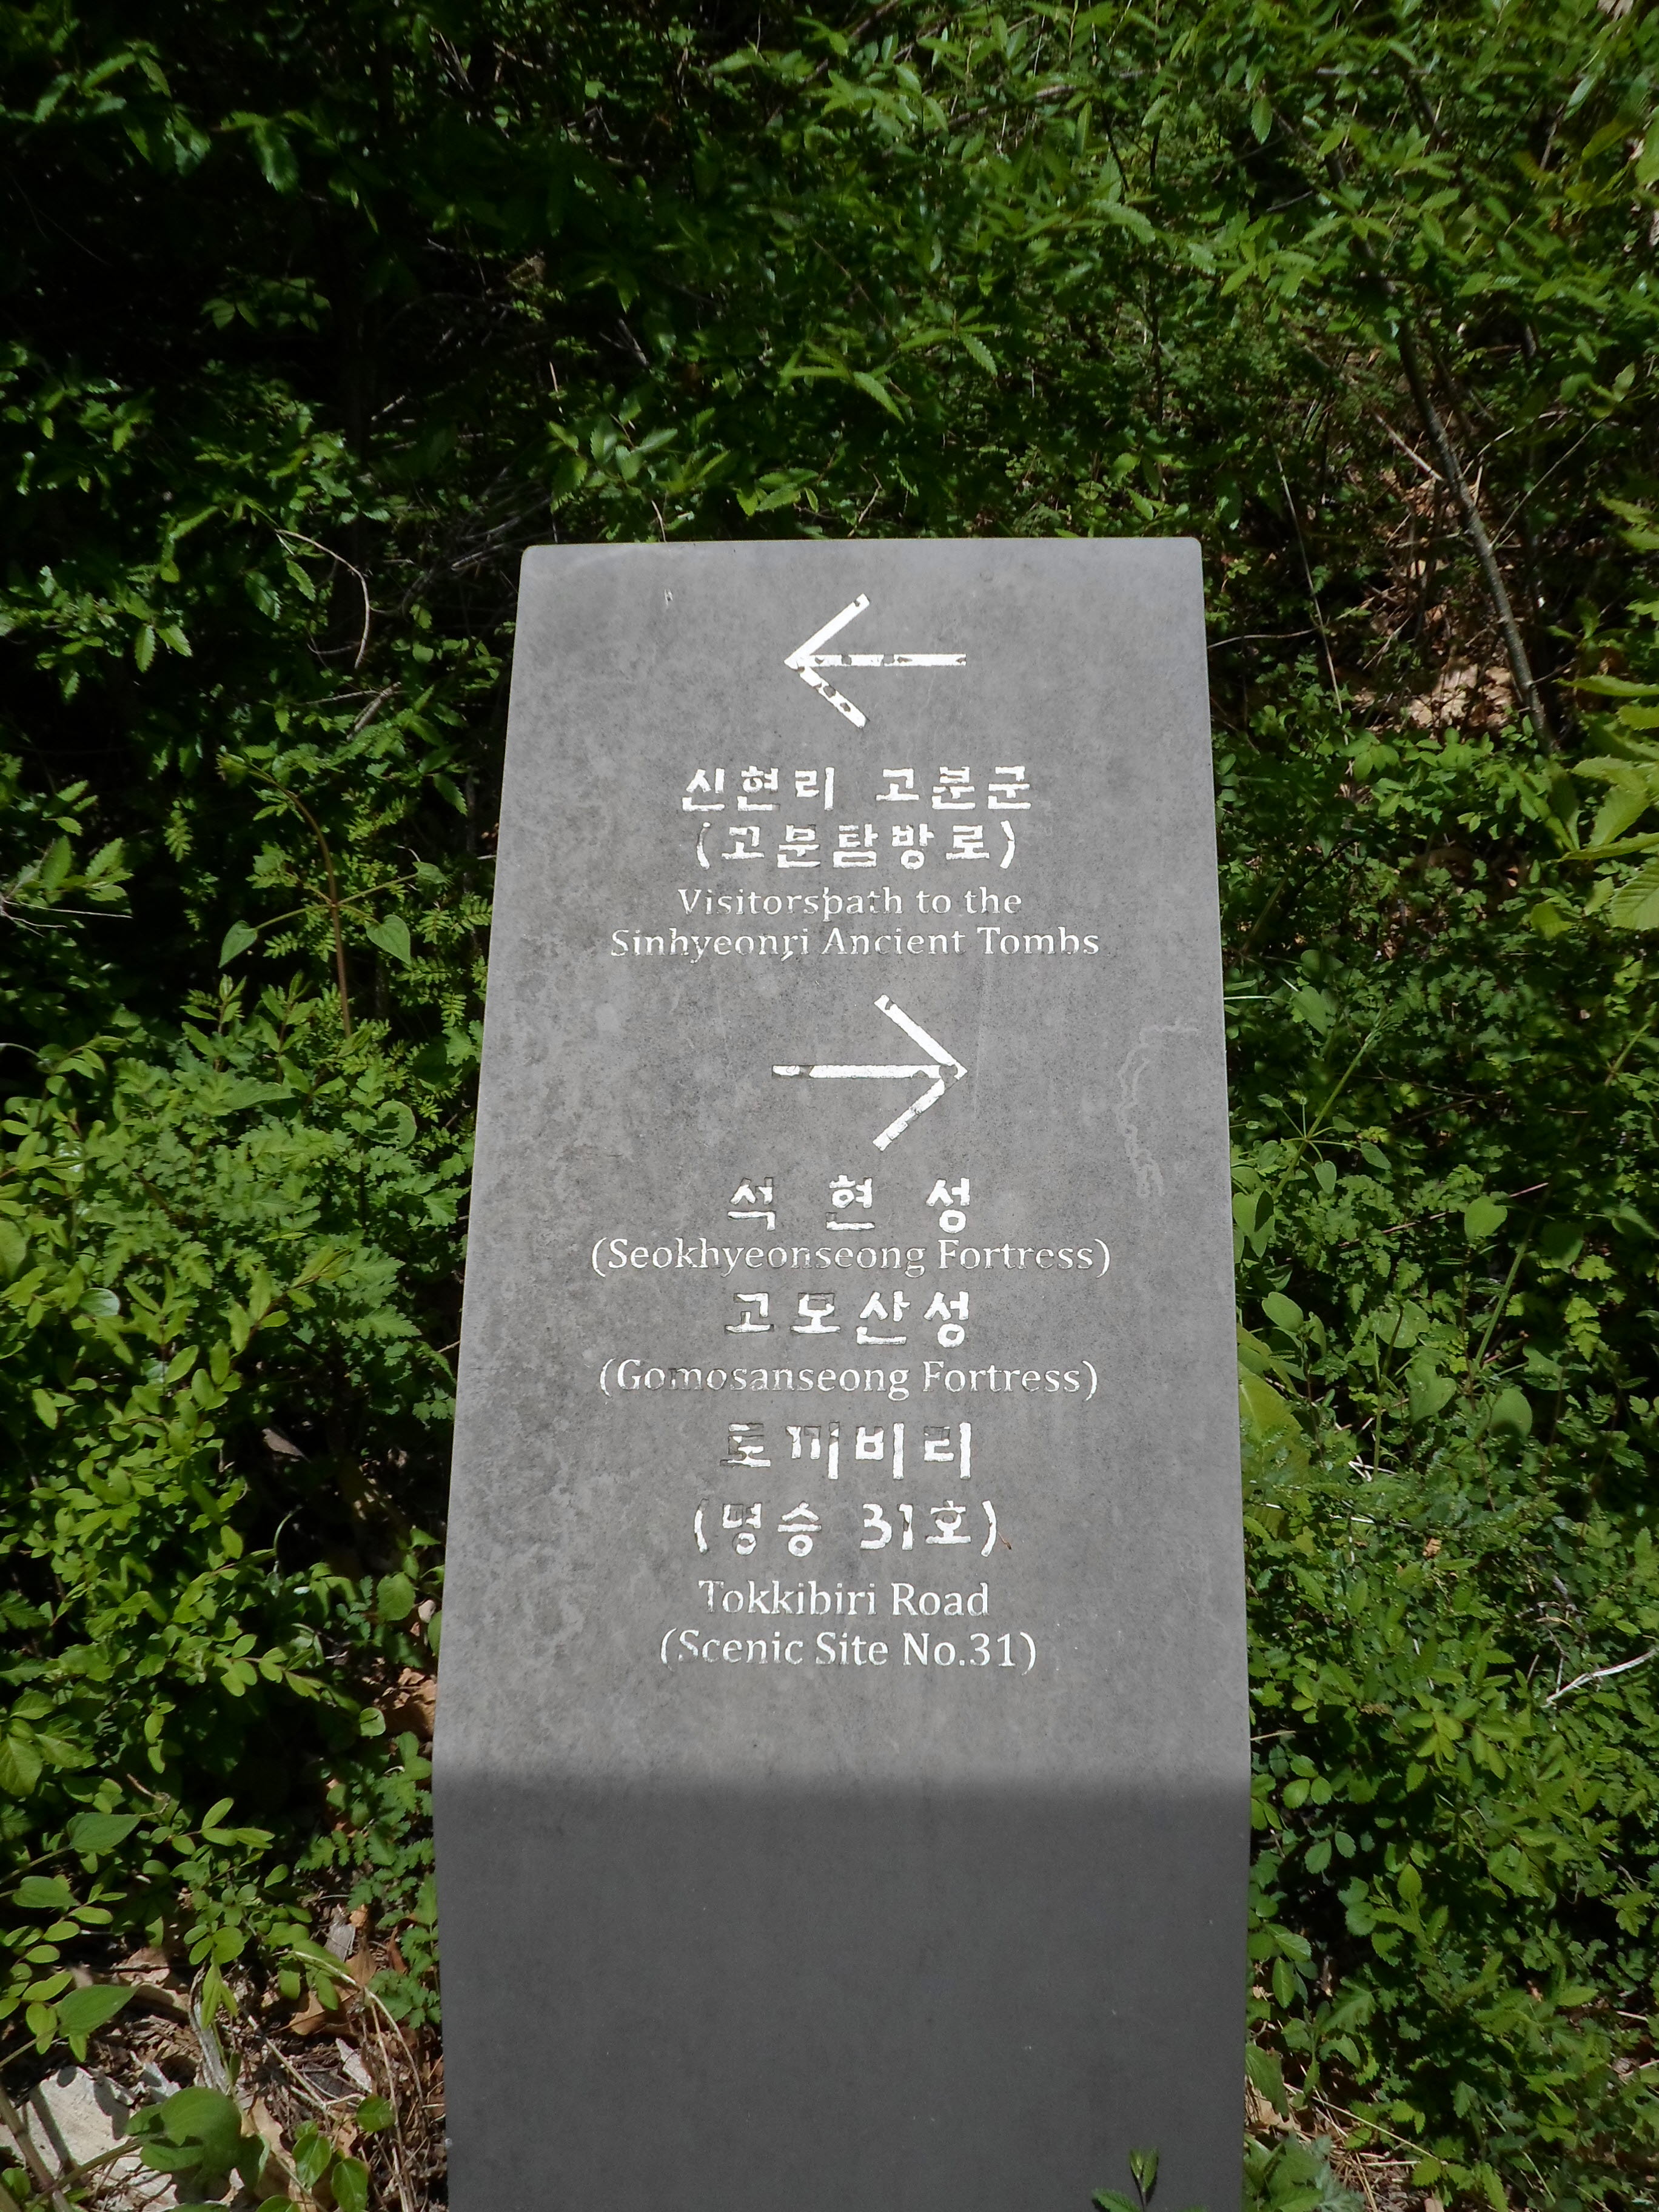 ←
신현리 고분군
(고분탐방로)
Visitors'path to the
Sinhyeonri Ancient Tombs
→
석 현 성
(Seokhyeonseong Fortress)
고모산성
(Gomosanseong Fortress)
토끼비리
(명승 31호)
Tokkibiri Road
(Scenic Site No.31)